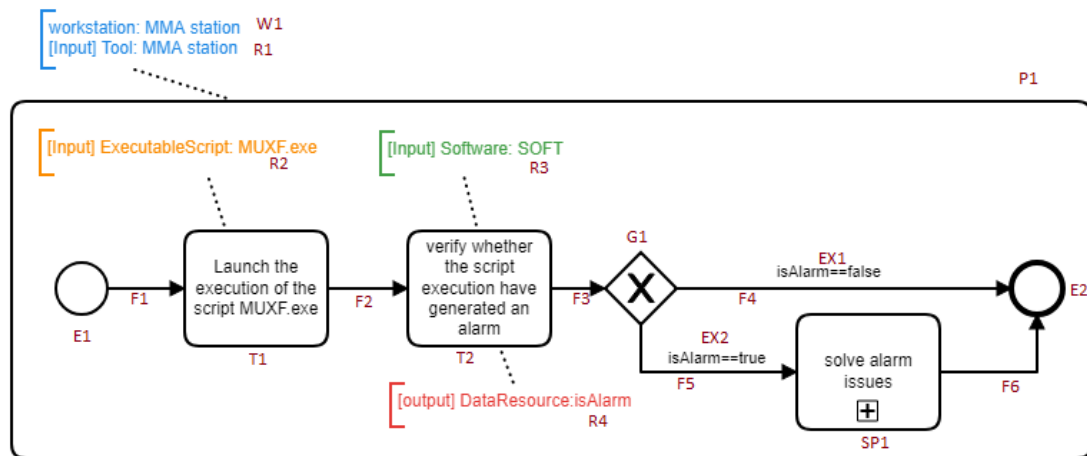 workstation: MMA station W1
[Input] Tool: MMA station R1
P1
[Input] ExecutableScript: MUXF.exe
R2
[Input] Software: SOFT
R3
E1
F1
Launch the
execution of the
script MUXF.exe
T1
F2
verify whether
the script
execution have
generated an
alarm
T2
F3
G1
X
EX1
isAlarm==false
F4
E2
EX2
isAlarm==true
F5
solve alarm
issues
SP1
F6
[output] DataResource:isAlarm
R4